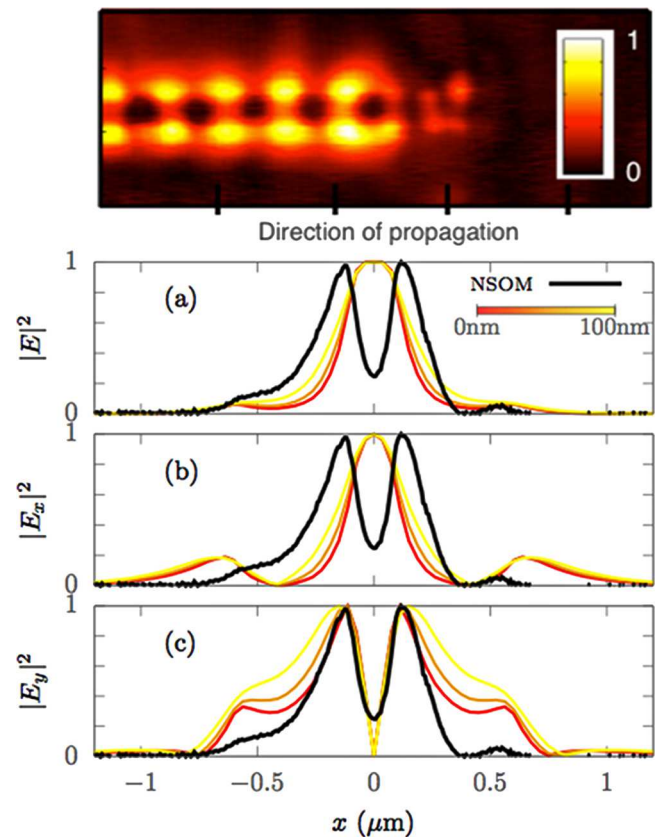 1
0
Direction of propagation
1
(a)
NSOM
0nm 100nm
|E|²
0
1
(b)
|Eₓ|²
0
1
(c)
|E_y|²
0
−1 −0.5 0 0.5 1
x (μm)